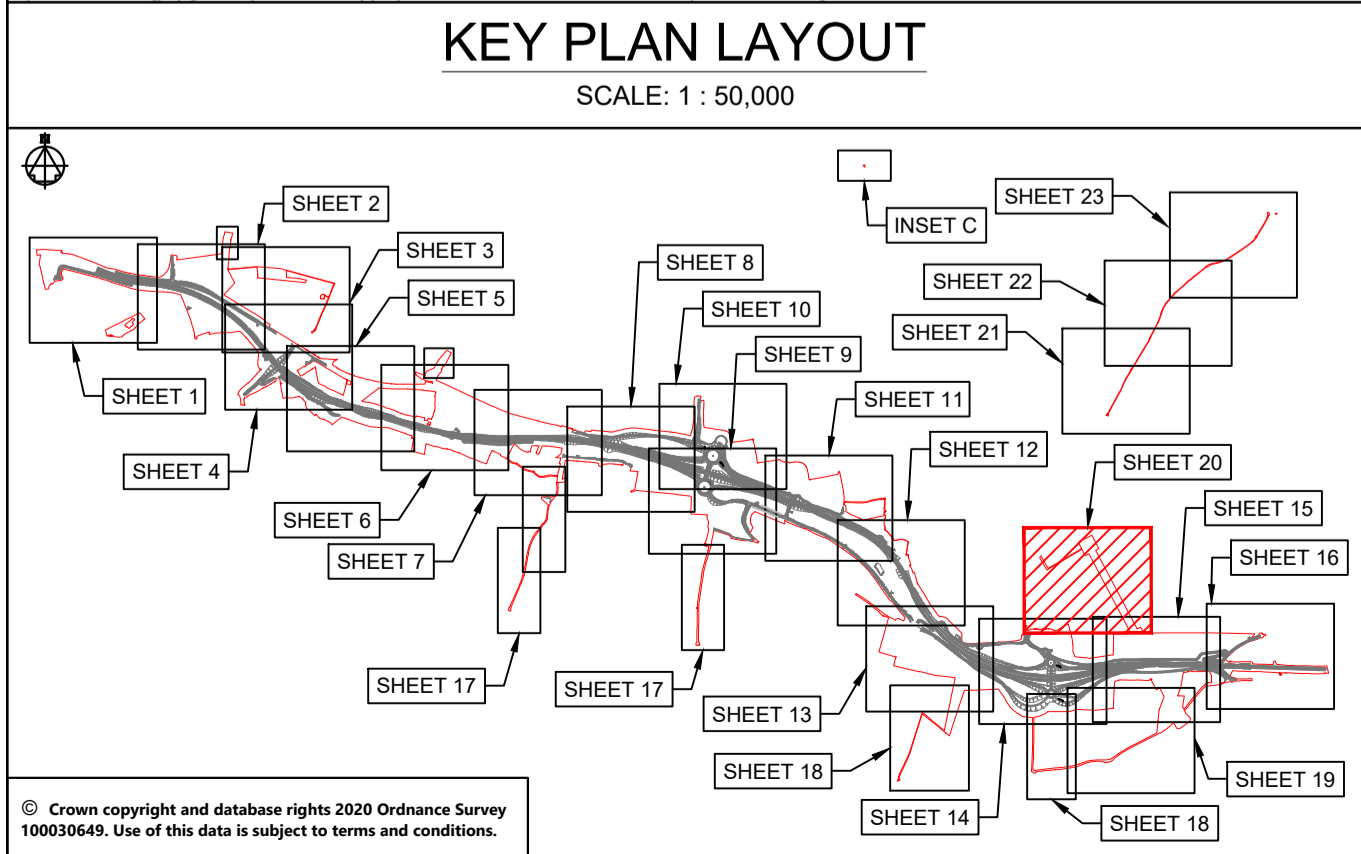 KEY PLAN LAYOUT
SCALE: 1 : 50,000
N
SHEET 2
SHEET 3
SHEET 5
SHEET 1
SHEET 4
SHEET 6
SHEET 7
SHEET 8
SHEET 10
SHEET 9
SHEET 11
SHEET 12
INSET C
SHEET 23
SHEET 22
SHEET 21
SHEET 20
SHEET 15
SHEET 16
SHEET 17
SHEET 17
SHEET 13
SHEET 18
SHEET 14
SHEET 18
SHEET 19
© Crown copyright and database rights 2020 Ordnance Survey
100030649. Use of this data is subject to terms and conditions.